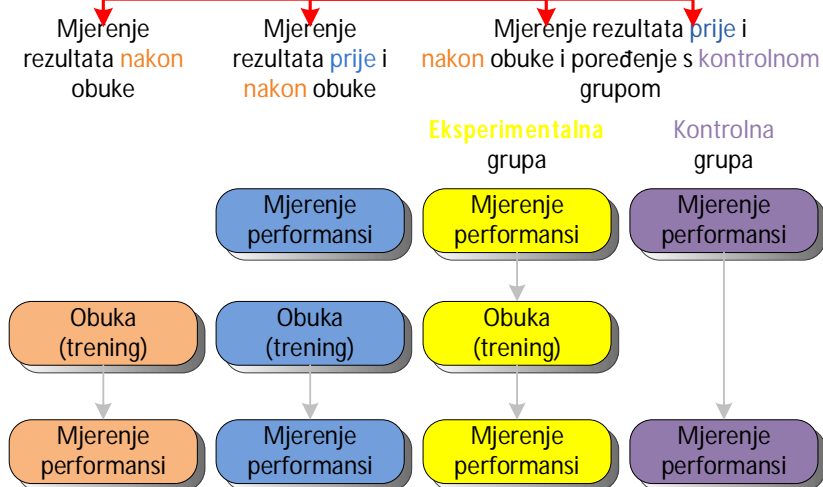 Mjerenje
rezultata nakon
obuke
Mjerenje
rezultata prije i
nakon obuke
Mjerenje rezultata prije i
nakon obuke i poređenje s kontrolnom
grupom
Eksperimentalna
grupa
Kontrolna
grupa
Mjerenje
performansi
Mjerenje
performansi
Mjerenje
performansi
Obuka
(trening)
Obuka
(trening)
Obuka
(trening)
Mjerenje
performansi
Mjerenje
performansi
Mjerenje
performansi
Mjerenje
performansi